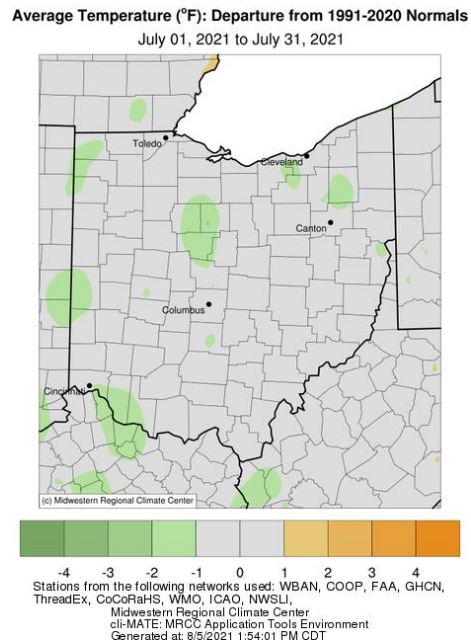 Average Temperature (°F): Departure from 1991-2020 Normals
July 01, 2021 to July 31, 2021
Toledo
Cleveland
Canton
Columbus
Cincinnati
(c) Midwestern Regional Climate Center
-4 -3 -2 -1 0 1 2 3 4
Stations from the following networks used: WBAN, COOP, FAA, GHCN,
ThreadEx, CoCoRaHS, WMO, ICAO, NWSLI,
Midwestern Regional Climate Center
cli-MATE: MRCC Application Tools Environment
Generated at: 8/5/2021 1:54:01 PM CDT